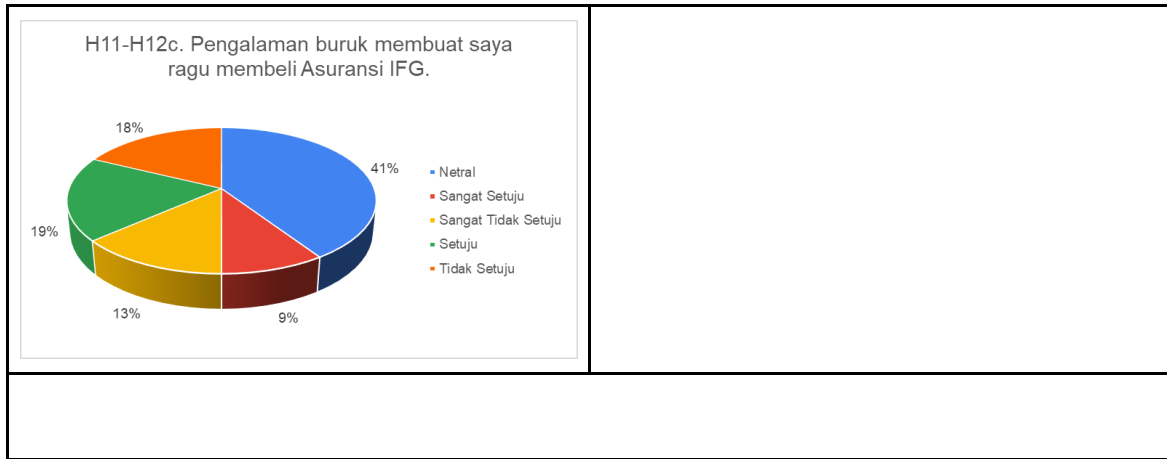 H11-H12c. Pengalaman buruk membuat saya
ragu membeli Asuransi IFG.
18%
41%
19%
13%
9%
Netral
Sangat Setuju
Sangat Tidak Setuju
Setuju
Tidak Setuju